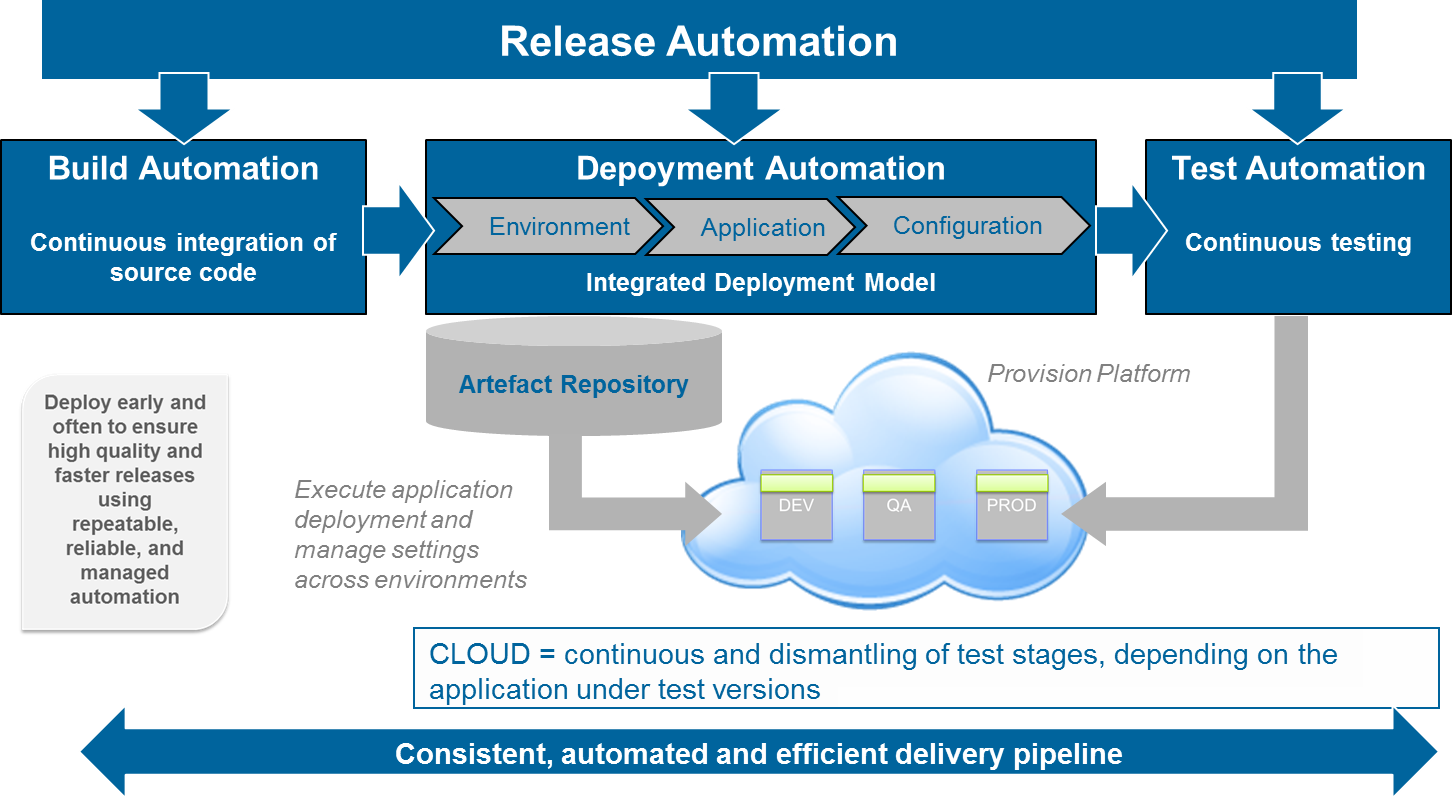 Release Automation
Build Automation
Continuous integration of
source code
Depoyment Automation
Environment
Application
Configuration
Integrated Deployment Model
Test Automation
Continuous testing
Artefact Repository
Provision Platform
Deploy early and
often to ensure
high quality and
faster releases
using
repeatable,
reliable, and
managed
automation
Execute application
deployment and
manage settings
across environments
DEV
QA
PROD
CLOUD = continuous and dismantling of test stages, depending on the
application under test versions
Consistent, automated and efficient delivery pipeline